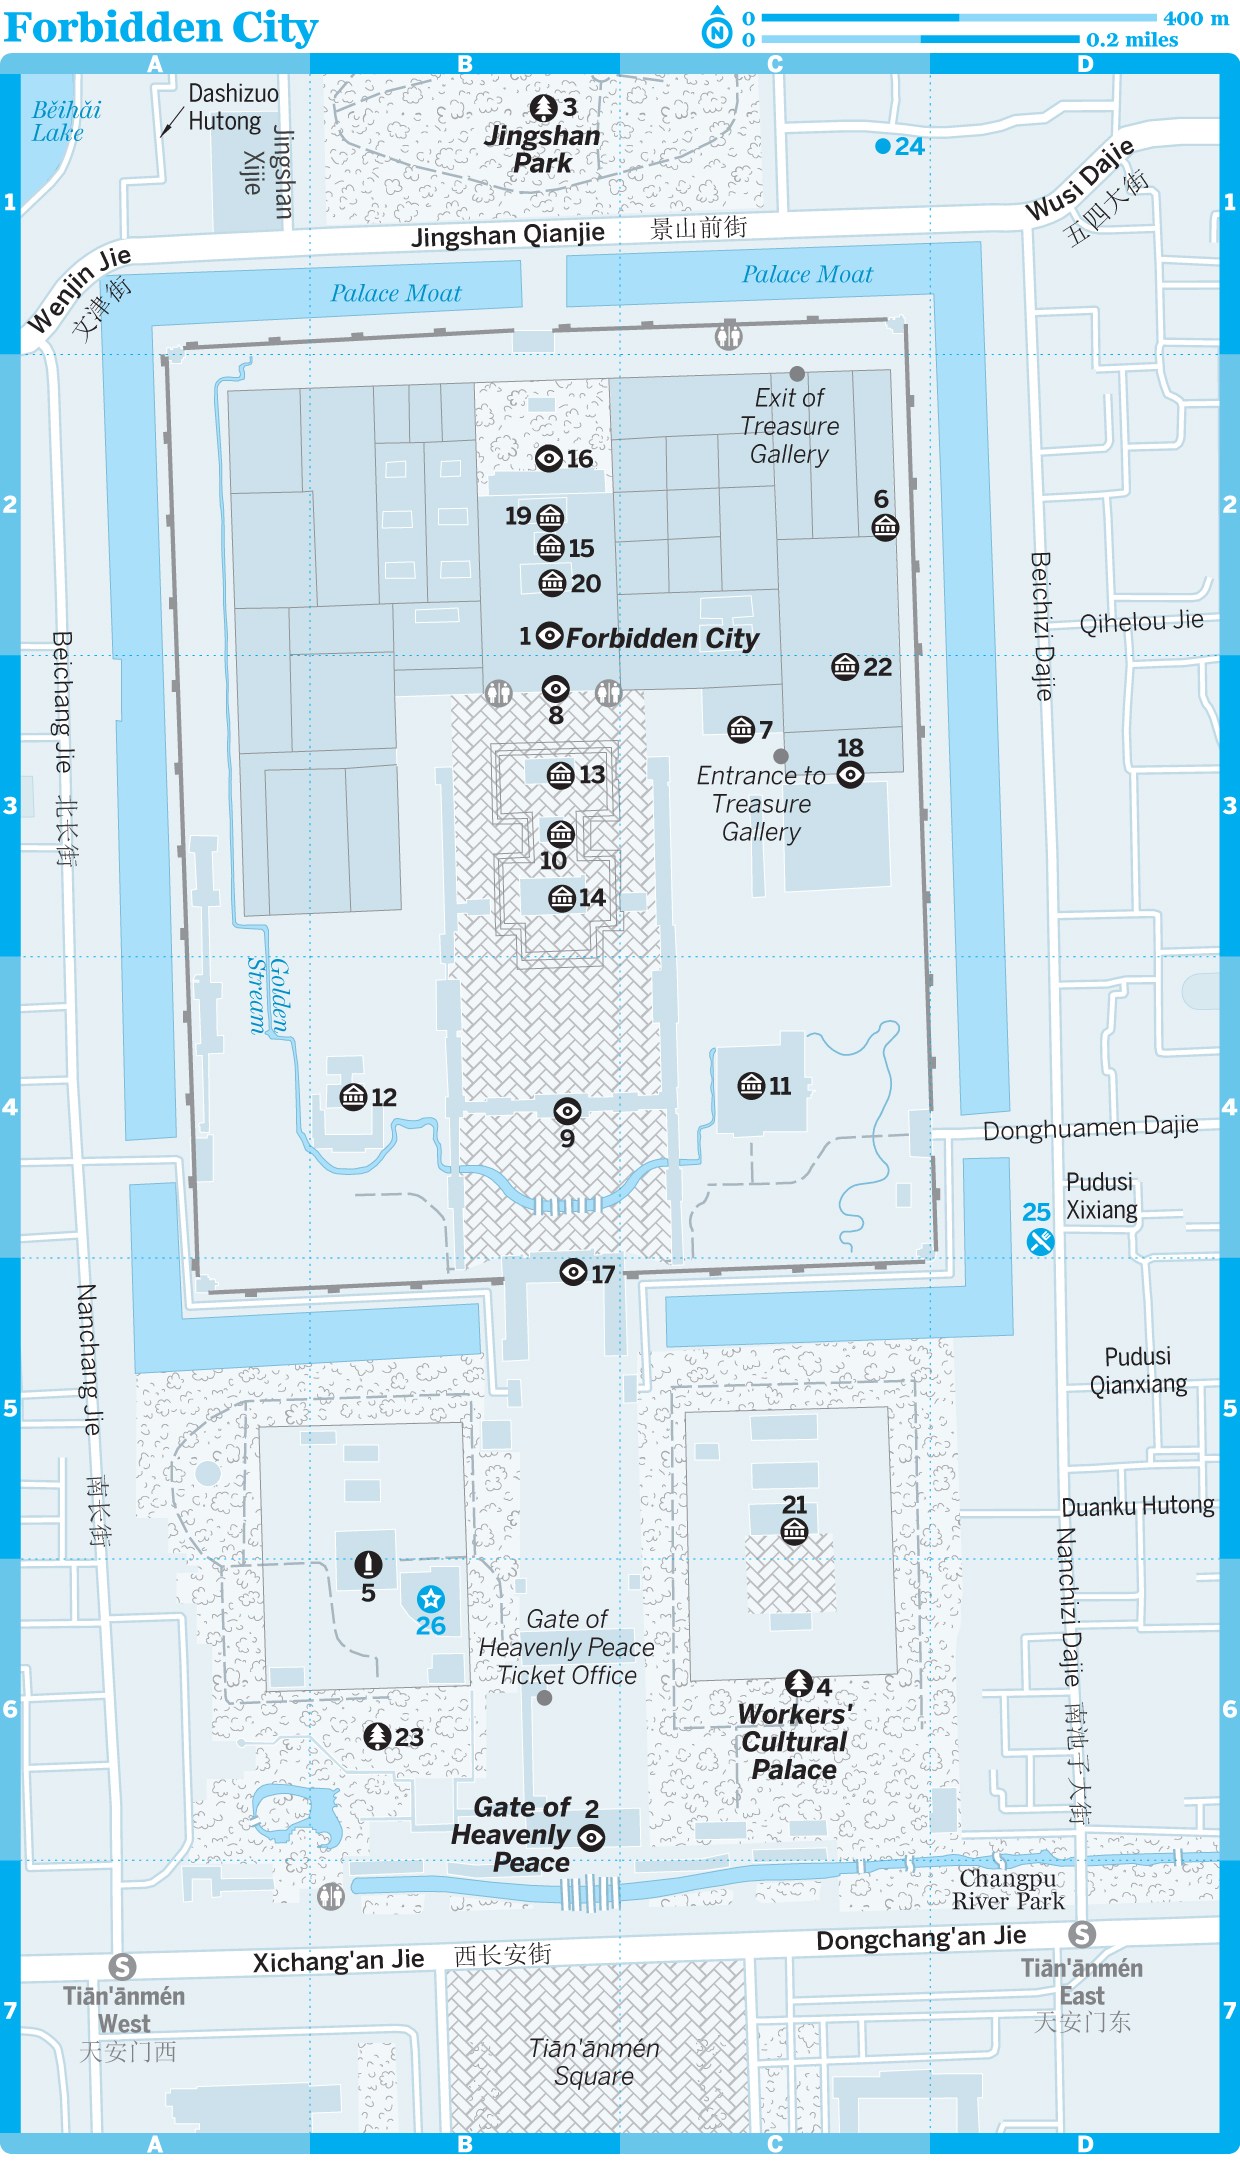 Forbidden City
N
0 400 m
0 0.2 miles
A B C D
1
2
3
4
5
6
7
1
2
3
4
5
6
7
Běihǎi
Lake
Dashizuo
Hutong
Jingshan
Xijie
3
Jingshan
Park
24
Wusi Dajie
五四大街
Jingshan Qianjie 景山前街
Wenjin Jie
文津街
Palace Moat
Palace Moat
Exit of
Treasure
Gallery
16
6
19
15
20
1 Forbidden City
Beichizi Dajie
Qihelou Jie
22
8
7
18
Beichang Jie 北长街
13
Entrance to
Treasure
Gallery
10
14
Golden
Stream
12
11
9
Donghuamen Dajie
Pudusi
Xixiang
25
17
Nanchang Jie 南长街
Pudusi
Qianxiang
21
Duanku Hutong
5
26
Nanchizi Dajie 南池子大街
Gate of
Heavenly Peace
Ticket Office
4
Workers'
Cultural
Palace
23
Gate of 2
Heavenly
Peace
Changpu
River Park
Xichang'an Jie 西长安街
Dongchang'an Jie
S
Tiān'ānmén
West
天安门西
S
Tiān'ānmén
East
天安门东
Tiān'ānmén
Square
A B C D